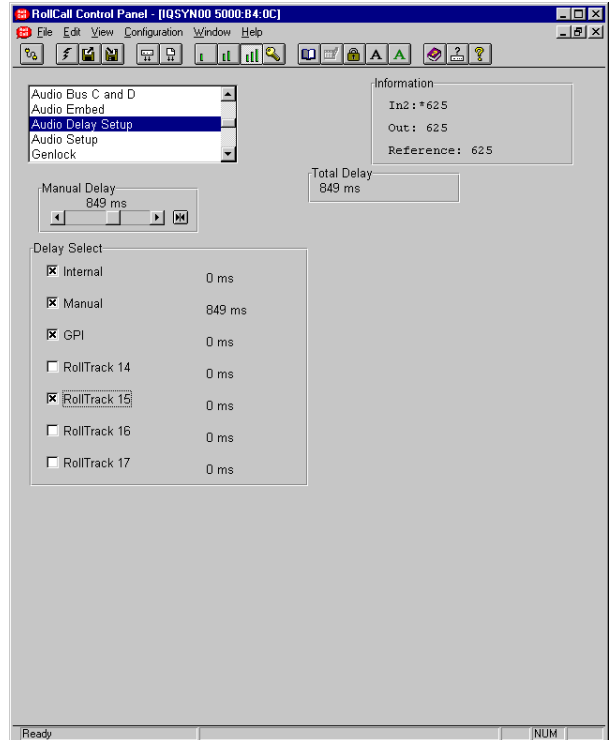 RollCall Control Panel - [IQSYN00 5000:B4:0C]
File Edit View Configuration Window Help
A A
Audio Bus C and D
Audio Embed
Audio Delay Setup
Audio Setup
Genlock
Information
In2:*625
Out: 625
Reference: 625
Total Delay
849 ms
Manual Delay
849 ms
Delay Select
Internal 0 ms
Manual 849 ms
GPI 0 ms
RollTrack 14 0 ms
RollTrack 15 0 ms
RollTrack 16 0 ms
RollTrack 17 0 ms
Ready NUM